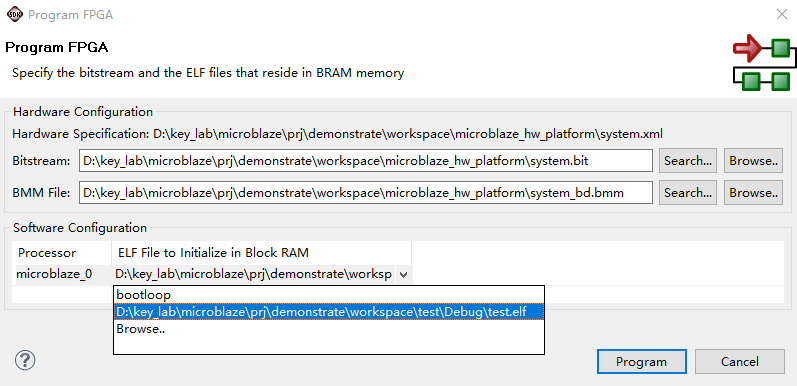 SDK Program FPGA
Program FPGA
Specify the bitstream and the ELF files that reside in BRAM memory
Hardware Configuration
Hardware Specification: D:\key_lab\microblaze\prj\demonstrate\workspace\microblaze_hw_platform\system.xml
Bitstream: D:\key_lab\microblaze\prj\demonstrate\workspace\microblaze_hw_platform\system.bit Search... Browse..
BMM File: D:\key_lab\microblaze\prj\demonstrate\workspace\microblaze_hw_platform\system_bd.bmm Search... Browse..
Software Configuration
Processor ELF File to Initialize in Block RAM
microblaze_0 D:\key_lab\microblaze\prj\demonstrate\worksp
bootloop
D:\key_lab\microblaze\prj\demonstrate\workspace\test\Debug\test.elf
Browse..
? Program Cancel